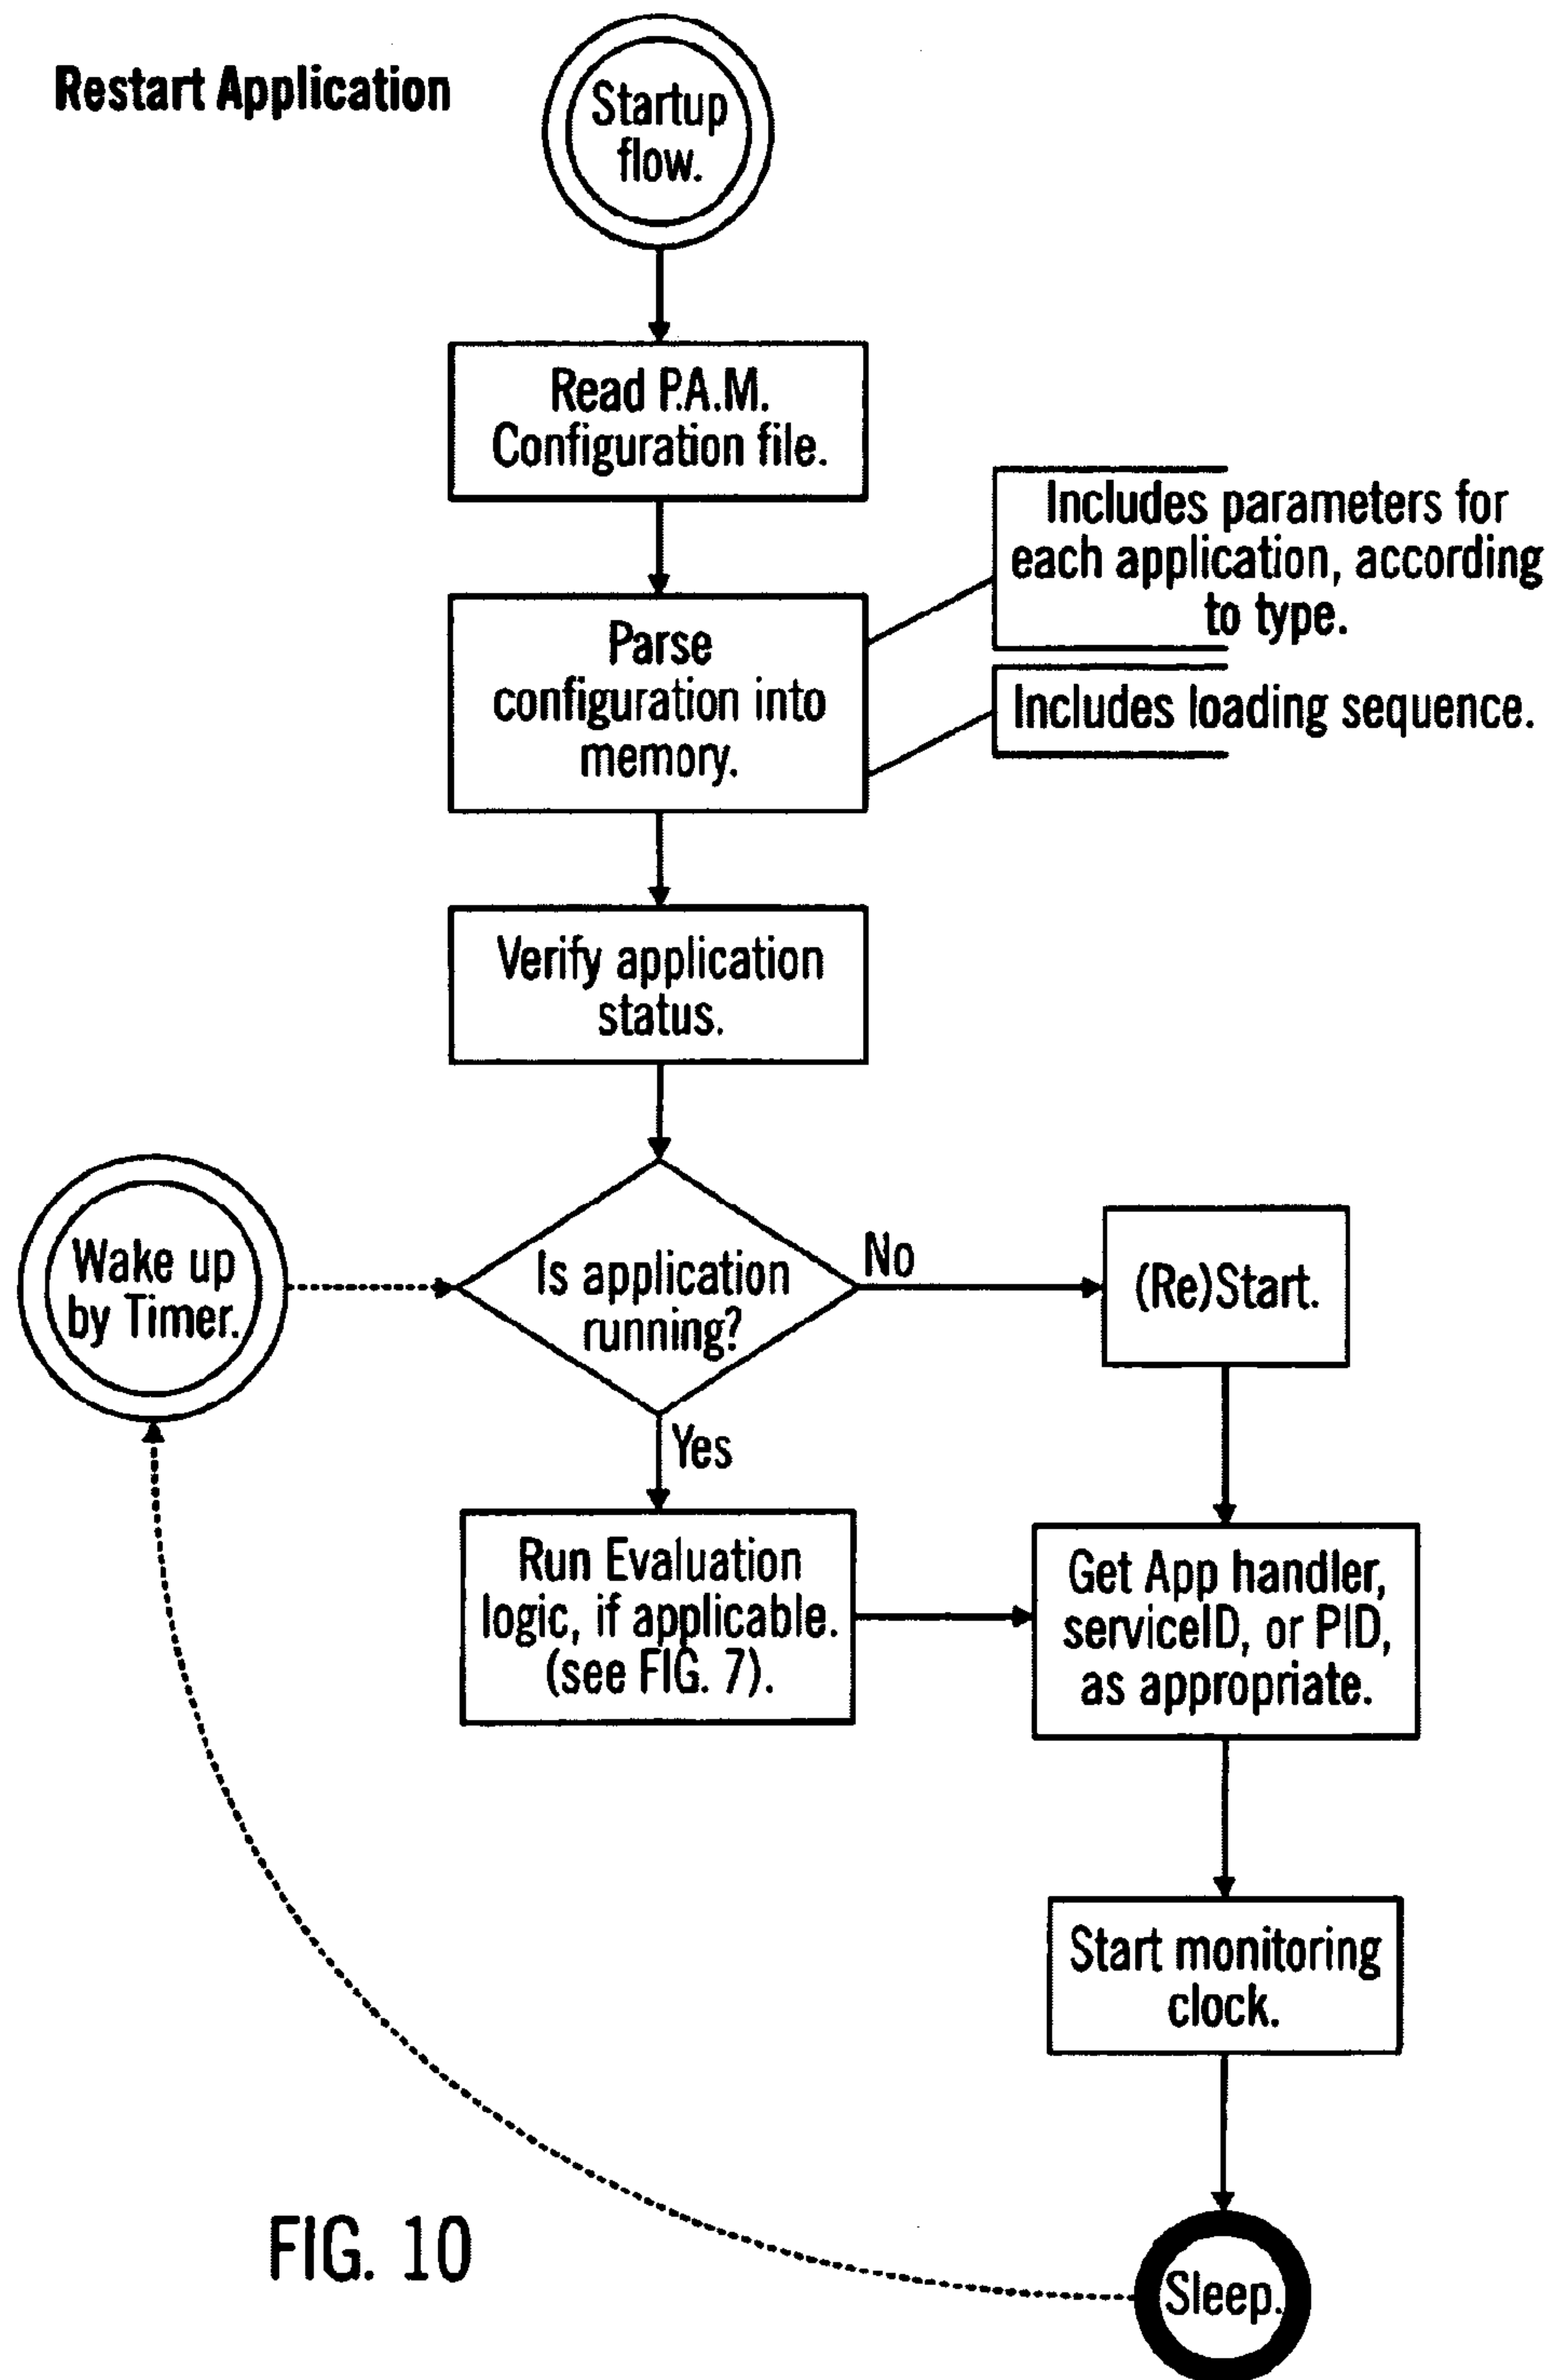 Restart Application
Startup
flow.
Read P.A.M.
Configuration file.
Includes parameters for
each application, according
to type.
Parse
configuration into
memory.
Includes loading sequence.
Verify application
status.
Wake up
by Timer.
Is application
running?
No
(Re)Start.
Yes
Run Evaluation
logic, if applicable.
(see FIG. 7).
Get App handler,
serviceID, or PID,
as appropriate.
Start monitoring
clock.
Sleep.
FIG. 10